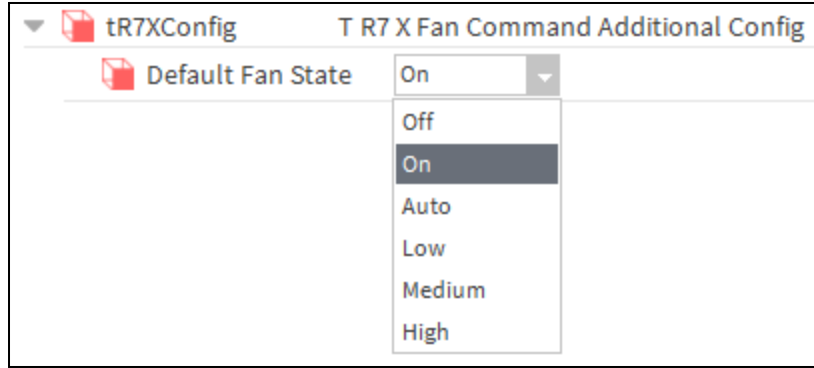 tR7XConfig T R7 X Fan Command Additional Config
Default Fan State On
Off
On
Auto
Low
Medium
High